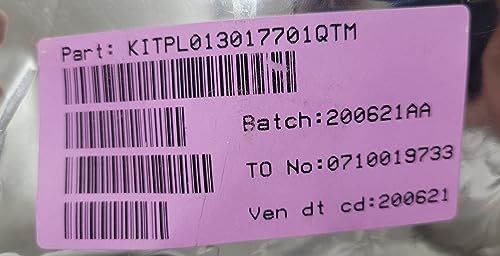 Part: KITPL013017701QTM
Batch:200621AA
TO No:0710019733
Ven dt cd:200621